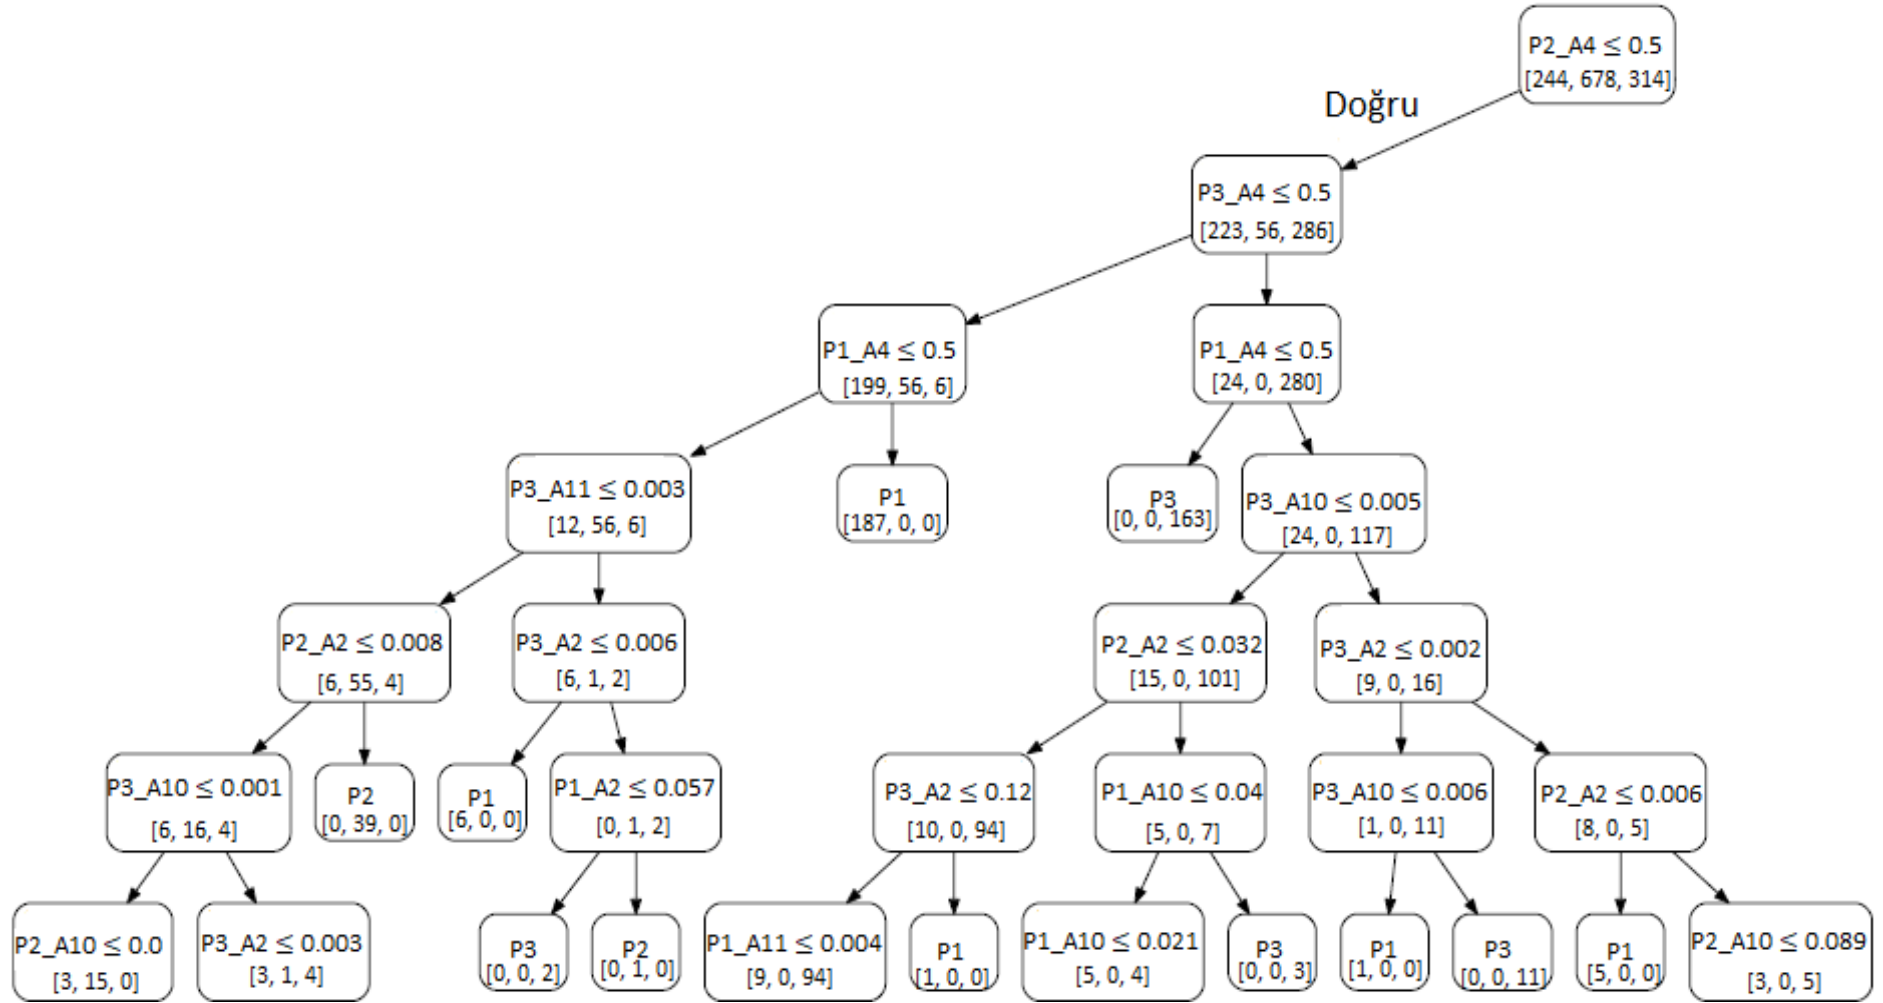 P2_A4 ≤ 0.5
[244, 678, 314]
Doğru
P3_A4 ≤ 0.5
[223, 56, 286]
P1_A4 ≤ 0.5
[199, 56, 6]
P1_A4 ≤ 0.5
[24, 0, 280]
P3_A11 ≤ 0.003
[12, 56, 6]
P1
[187, 0, 0]
P3
[0, 0, 163]
P3_A10 ≤ 0.005
[24, 0, 117]
P2_A2 ≤ 0.008
[6, 55, 4]
P3_A2 ≤ 0.006
[6, 1, 2]
P2_A2 ≤ 0.032
[15, 0, 101]
P3_A2 ≤ 0.002
[9, 0, 16]
P3_A10 ≤ 0.001
[6, 16, 4]
P2
[0, 39, 0]
P1
[6, 0, 0]
P1_A2 ≤ 0.057
[0, 1, 2]
P3_A2 ≤ 0.12
[10, 0, 94]
P1_A10 ≤ 0.04
[5, 0, 7]
P3_A10 ≤ 0.006
[1, 0, 11]
P2_A2 ≤ 0.006
[8, 0, 5]
P2_A10 ≤ 0.0
[3, 15, 0]
P3_A2 ≤ 0.003
[3, 1, 4]
P3
[0, 0, 2]
P2
[0, 1, 0]
P1_A11 ≤ 0.004
[9, 0, 94]
P1
[1, 0, 0]
P1_A10 ≤ 0.021
[5, 0, 4]
P3
[0, 0, 3]
P1
[1, 0, 0]
P3
[0, 0, 11]
P1
[5, 0, 0]
P2_A10 ≤ 0.089
[3, 0, 5]